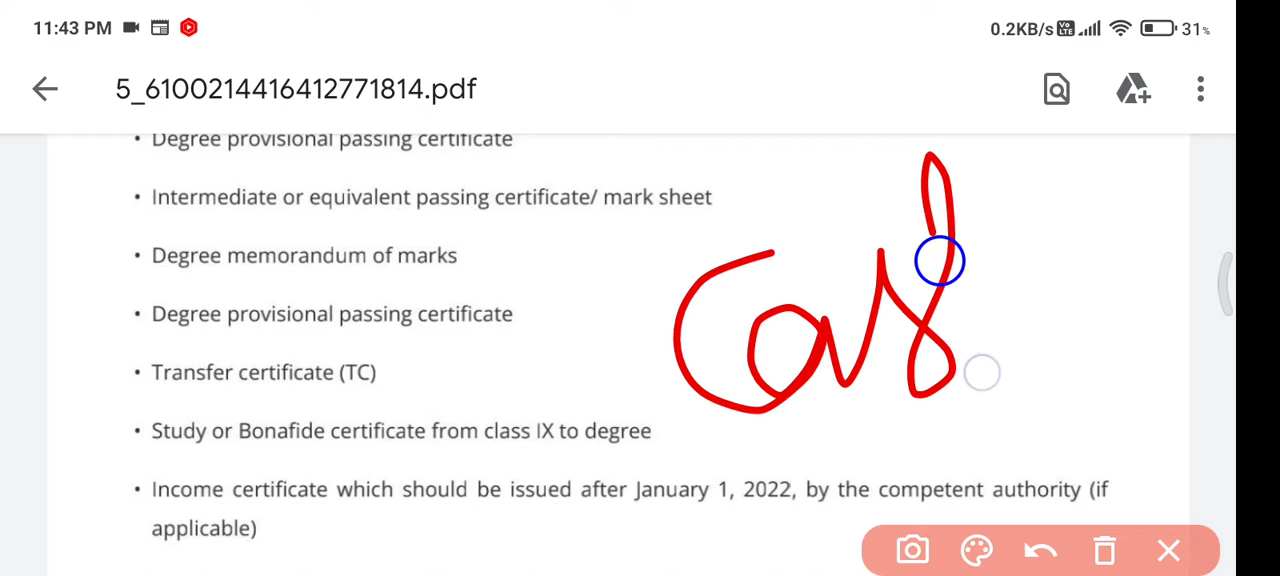 11:43 PM 0.2KB/s Vo LTE 31%
5_6100214416412771814.pdf
• Degree provisional passing certificate
• Intermediate or equivalent passing certificate/ mark sheet
• Degree memorandum of marks
• Degree provisional passing certificate
• Transfer certificate (TC)
• Study or Bonafide certificate from class IX to degree
• Income certificate which should be issued after January 1, 2022, by the competent authority (if
applicable)